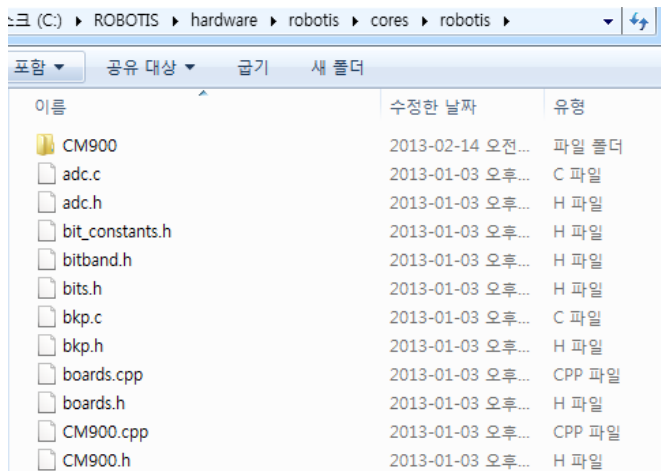 스크 (C:) ▸ ROBOTIS ▸ hardware ▸ robotis ▸ cores ▸ robotis ▸
포함 ▼ 공유 대상 ▼ 굽기 새 폴더
이름 수정한 날짜 유형
CM900 2013-02-14 오전... 파일 폴더
adc.c 2013-01-03 오후... C 파일
adc.h 2013-01-03 오후... H 파일
bit_constants.h 2013-01-03 오후... H 파일
bitband.h 2013-01-03 오후... H 파일
bits.h 2013-01-03 오후... H 파일
bkp.c 2013-01-03 오후... C 파일
bkp.h 2013-01-03 오후... H 파일
boards.cpp 2013-01-03 오후... CPP 파일
boards.h 2013-01-03 오후... H 파일
CM900.cpp 2013-01-03 오후... CPP 파일
CM900.h 2013-01-03 오후... H 파일